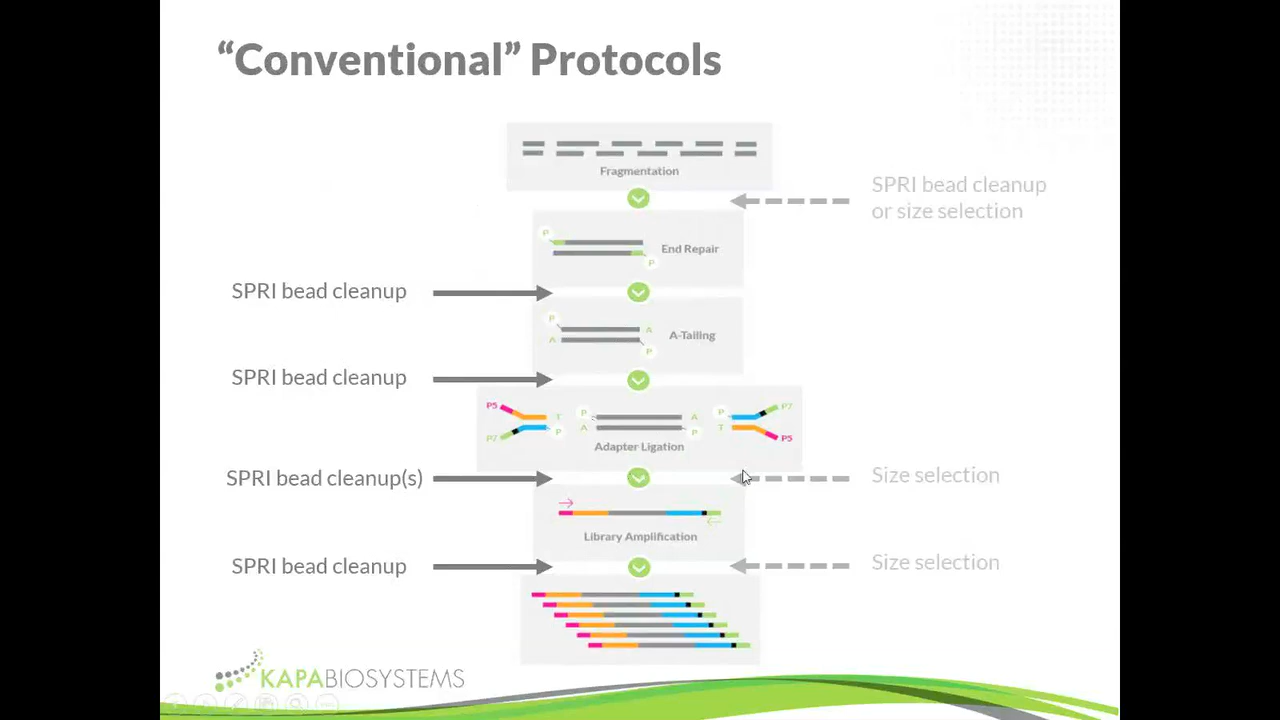 “Conventional” Protocols
Fragmentation
SPRI bead cleanup
or size selection
P
End Repair
P
SPRI bead cleanup
P
A
A-Tailing
A
P
SPRI bead cleanup
P5 T P A P P7
P7 P A P T P5
Adapter Ligation
SPRI bead cleanup(s)
Size selection
Library Amplification
SPRI bead cleanup
Size selection
KAPABIOSYSTEMS